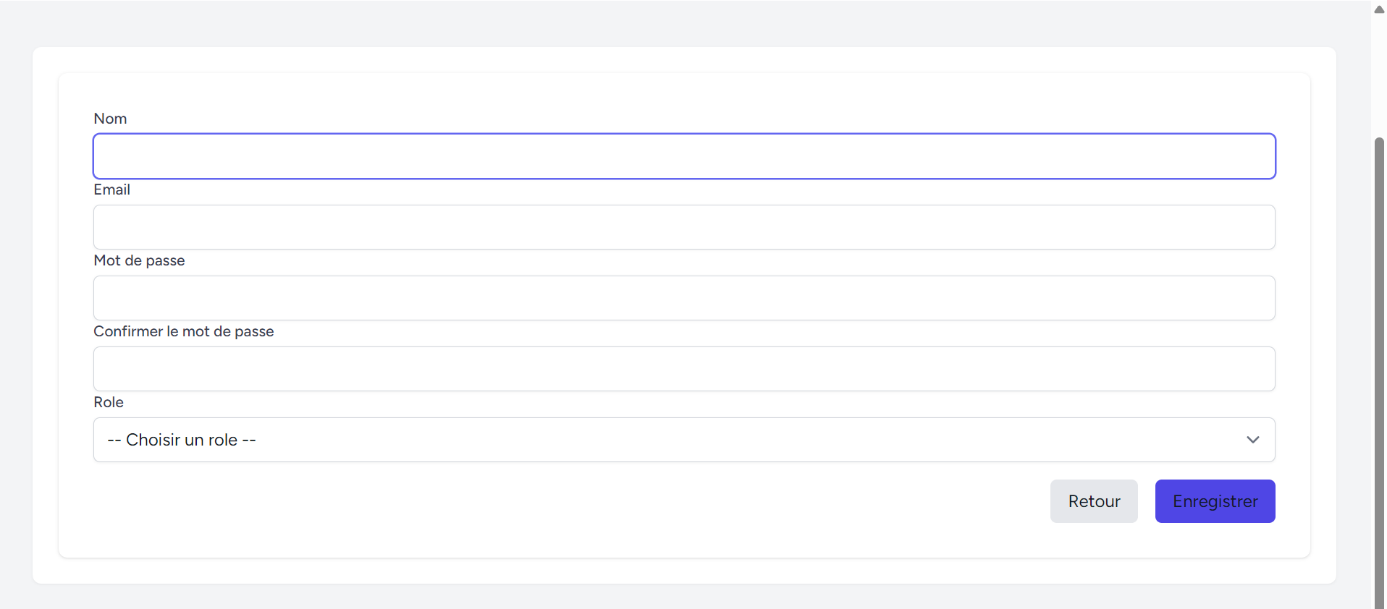 Nom
Email
Mot de passe
Confirmer le mot de passe
Role
-- Choisir un role --
Retour Enregistrer